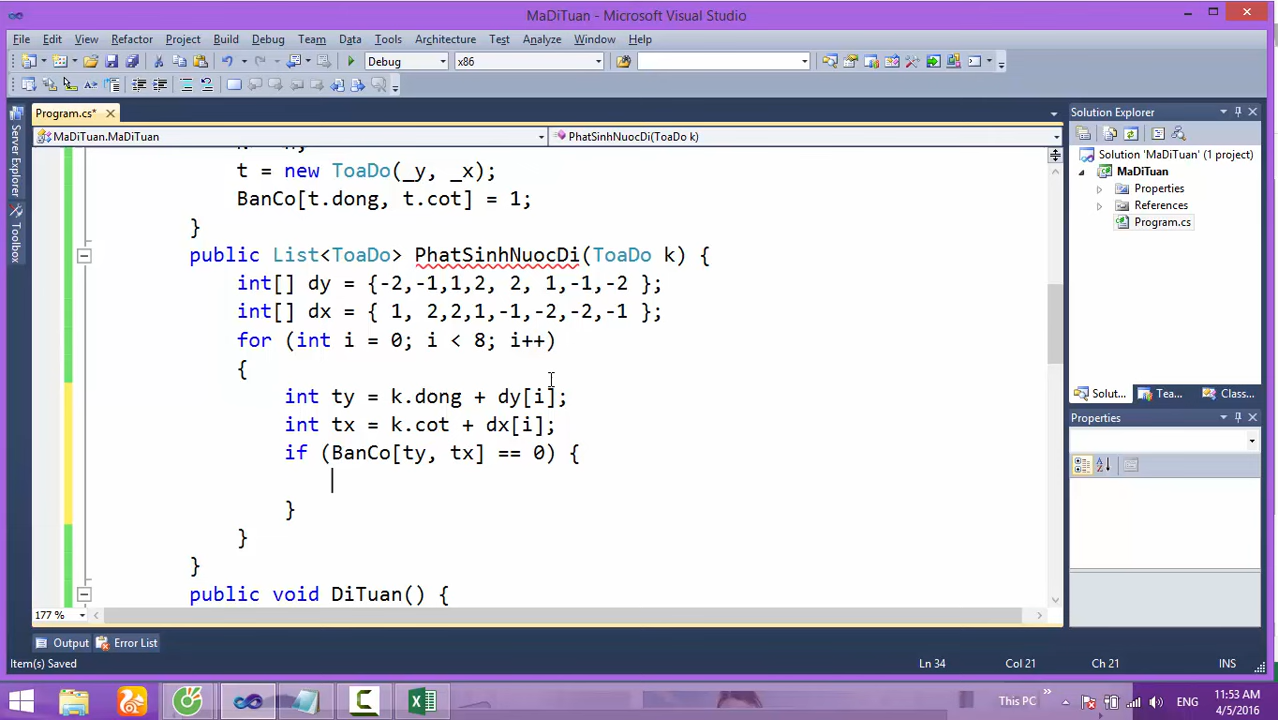 MaDiTuan - Microsoft Visual Studio
File Edit View Refactor Project Build Debug Team Data Tools Architecture Test Analyze Window Help
Debug x86
Program.cs*
MaDiTuan.MaDiTuan PhatSinhNuocDi(ToaDo k)
Server Explorer
Toolbox
t = new ToaDo(_y, _x);
BanCo[t.dong, t.cot] = 1;
}
public List<ToaDo> PhatSinhNuocDi(ToaDo k) {
int[] dy = {-2,-1,1,2, 2, 1,-1,-2 };
int[] dx = { 1, 2,2,1,-1,-2,-2,-1 };
for (int i = 0; i < 8; i++)
{
int ty = k.dong + dy[i];
int tx = k.cot + dx[i];
if (BanCo[ty, tx] == 0) {
}
}
}
public void DiTuan() {
177 %
Solution Explorer
Solution 'MaDiTuan' (1 project)
MaDiTuan
Properties
References
Program.cs
Solut... Tea... Class...
Properties
Output Error List
Item(s) Saved Ln 34 Col 21 Ch 21 INS
This PC ENG 11:53 AM
4/5/2016